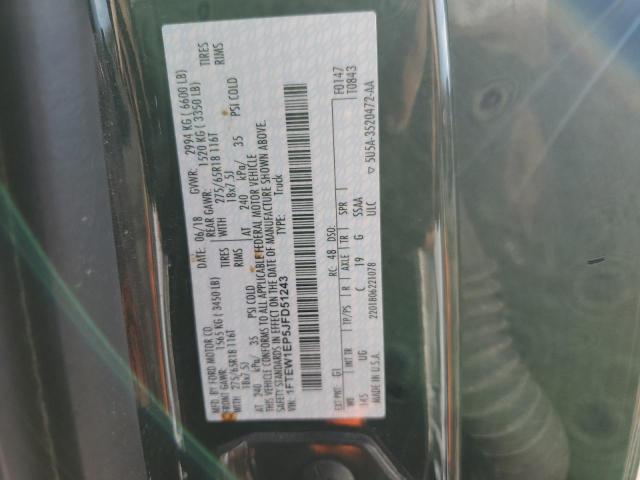 MFD. BY FORD MOTOR CO.
DATE: 06/18 GVWR: 2994 KG ( 6600 LB)
FRONT GAWR: 1565 KG ( 3450 LB) REAR GAWR: 1520 KG ( 3350 LB)
WITH 275/65R18 116T TIRES WITH 275/65R18 116T TIRES
18x7.5J RIMS 18x7.5J RIMS
AT 240 kPa/ 35 PSI COLD AT 240 kPa/ 35 PSI COLD
THIS VEHICLE CONFORMS TO ALL APPLICABLE FEDERAL MOTOR VEHICLE
SAFETY STANDARDS IN EFFECT ON THE DATE OF MANUFACTURE SHOWN ABOVE.
VIN: 1FTEW1EP5JFD51243
TYPE: Truck
F0147
T0843
EXT PNT: G1 RC: 48 DSO:
WB INT TR TP/PS R AXLE TR SPR
145 UG C 19 G SSAA
ULC
MADE IN U.S.A. 2201806221078
5U5A-3520472-AA